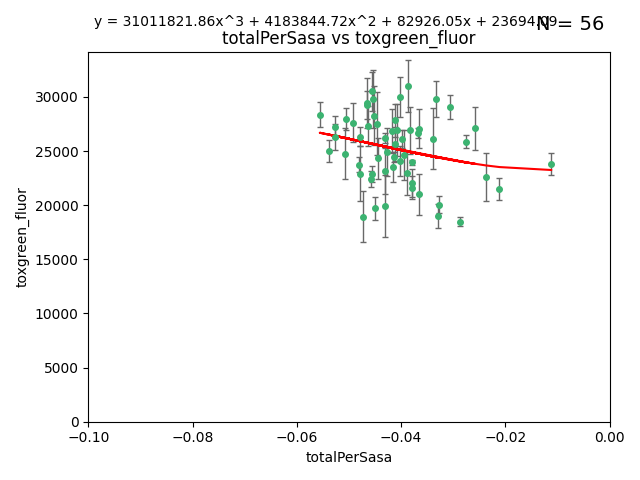 y = 31011821.86x^3 + 4183844.72x^2 + 82926.05x + 23694.09
N = 56
totalPerSasa vs toxgreen_fluor
30000
25000
20000
15000
10000
5000
0
toxgreen_fluor
−0.10
−0.08
−0.06
−0.04
−0.02
0.00
totalPerSasa